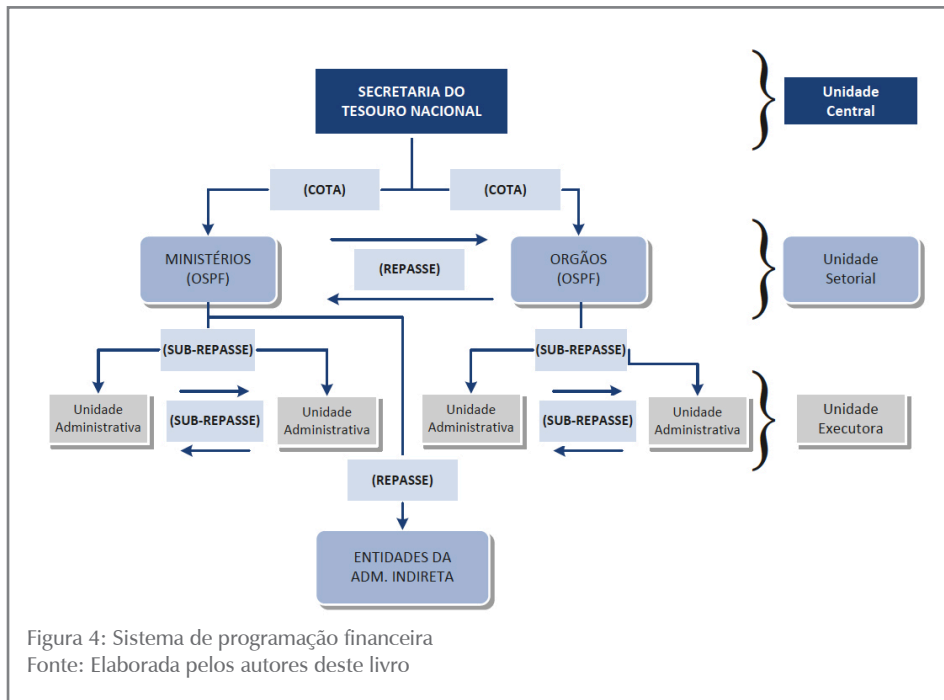 SECRETARIA DO
TESOURO NACIONAL
Unidade
Central
(COTA)
(COTA)
MINISTÉRIOS
(OSPF)
(REPASSE)
ORGÃOS
(OSPF)
Unidade
Setorial
(SUB-REPASSE)
(SUB-REPASSE)
Unidade
Administrativa
(SUB-REPASSE)
Unidade
Administrativa
Unidade
Administrativa
(SUB-REPASSE)
Unidade
Administrativa
Unidade
Executora
(REPASSE)
ENTIDADES DA
ADM. INDIRETA
Figura 4: Sistema de programação financeira
Fonte: Elaborada pelos autores deste livro